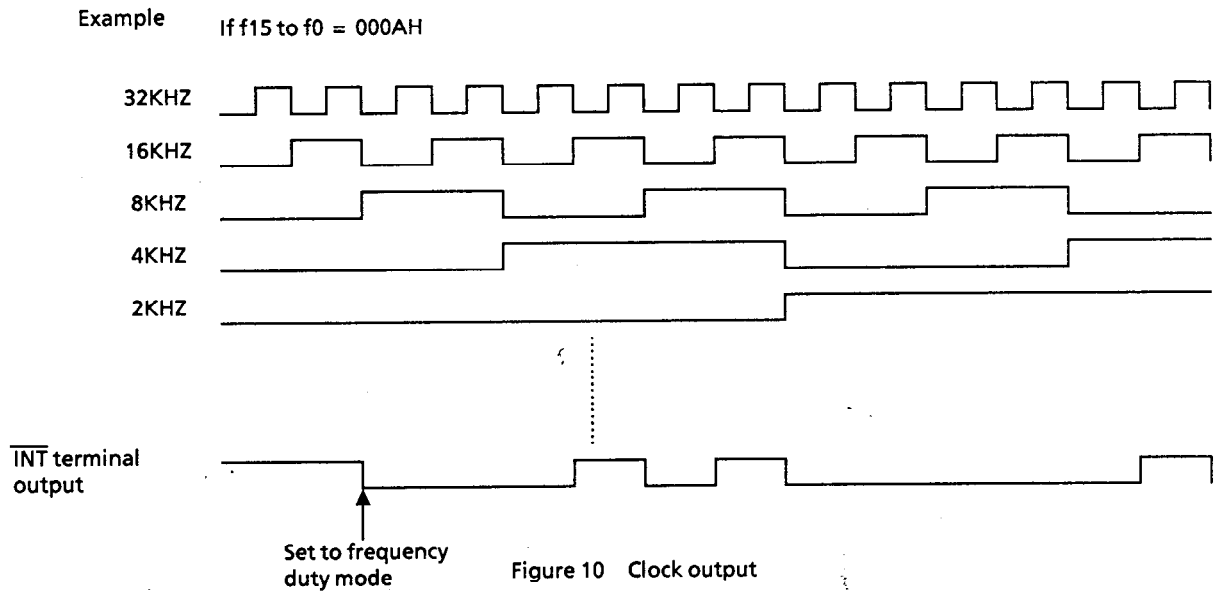 Example
If f15 to f0 = 000AH
32KHZ
16KHZ
8KHZ
4KHZ
2KHZ
INT terminal
output
Set to frequency
duty mode
Figure 10 Clock output